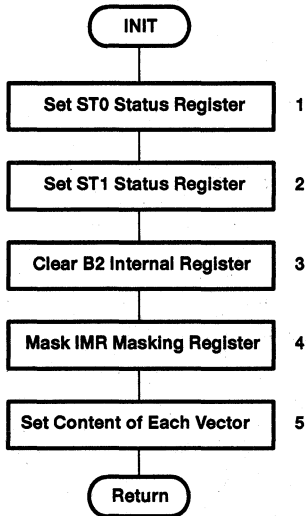 INIT
Set ST0 Status Register 1
Set ST1 Status Register 2
Clear B2 Internal Register 3
Mask IMR Masking Register 4
Set Content of Each Vector 5
Return